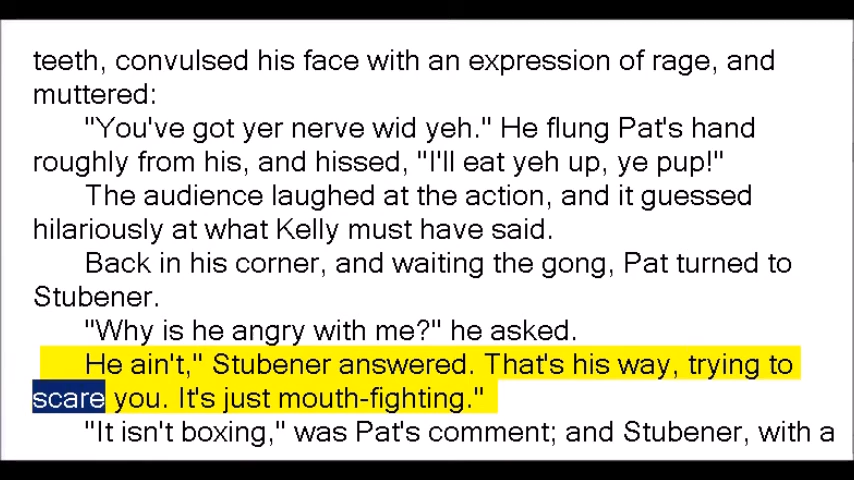 teeth, convulsed his face with an expression of rage, and
muttered:
"You've got yer nerve wid yeh." He flung Pat's hand
roughly from his, and hissed, "I'll eat yeh up, ye pup!"
The audience laughed at the action, and it guessed
hilariously at what Kelly must have said.
Back in his corner, and waiting the gong, Pat turned to
Stubener.
"Why is he angry with me?" he asked.
He ain't," Stubener answered. That's his way, trying to
scare you. It's just mouth-fighting."
"It isn't boxing," was Pat's comment; and Stubener, with a